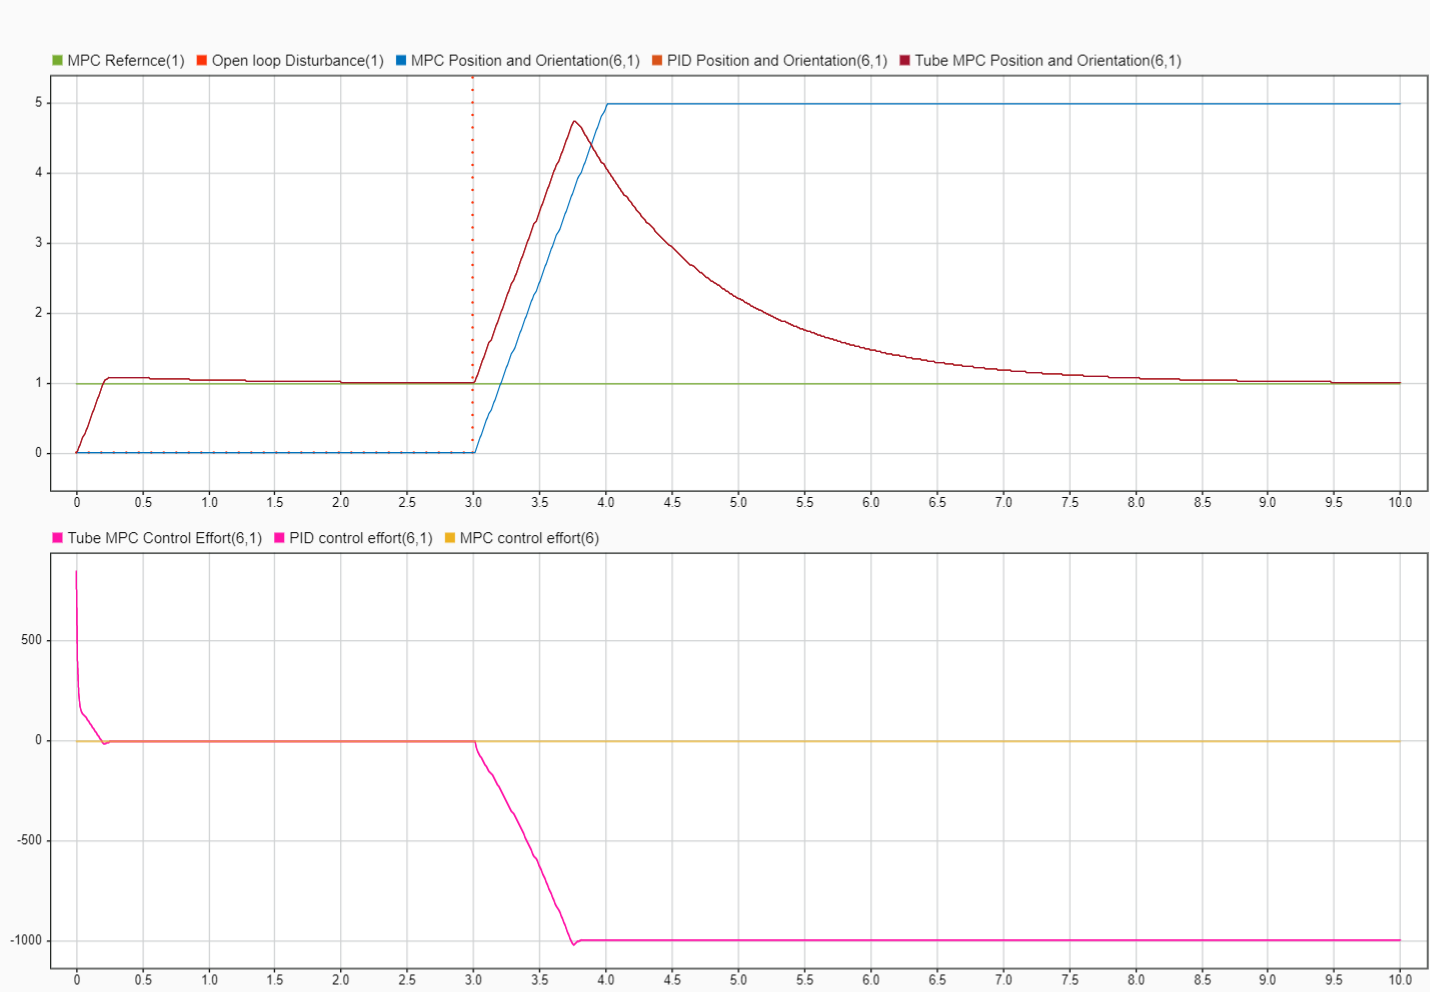 MPC Refernce(1) Open loop Disturbance(1) MPC Position and Orientation(6,1) PID Position and Orientation(6,1) Tube MPC Position and Orientation(6,1)
5
4
3
2
1
0
0 0.5 1.0 1.5 2.0 2.5 3.0 3.5 4.0 4.5 5.0 5.5 6.0 6.5 7.0 7.5 8.0 8.5 9.0 9.5 10.0
Tube MPC Control Effort(6,1) PID control effort(6,1) MPC control effort(6)
500
0
-500
-1000
0 0.5 1.0 1.5 2.0 2.5 3.0 3.5 4.0 4.5 5.0 5.5 6.0 6.5 7.0 7.5 8.0 8.5 9.0 9.5 10.0